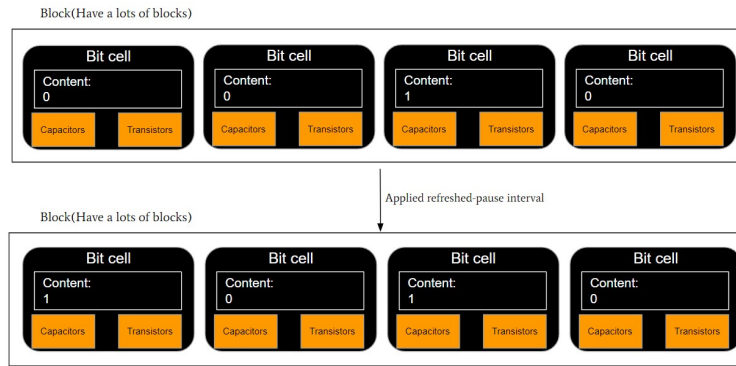 Block(Have a lots of blocks)
Bit cell
Content:
0
Capacitors
Transistors
Bit cell
Content:
0
Capacitors
Transistors
Bit cell
Content:
1
Capacitors
Transistors
Bit cell
Content:
0
Capacitors
Transistors
Applied refreshed-pause interval
Block(Have a lots of blocks)
Bit cell
Content:
1
Capacitors
Transistors
Bit cell
Content:
0
Capacitors
Transistors
Bit cell
Content:
1
Capacitors
Transistors
Bit cell
Content:
0
Capacitors
Transistors